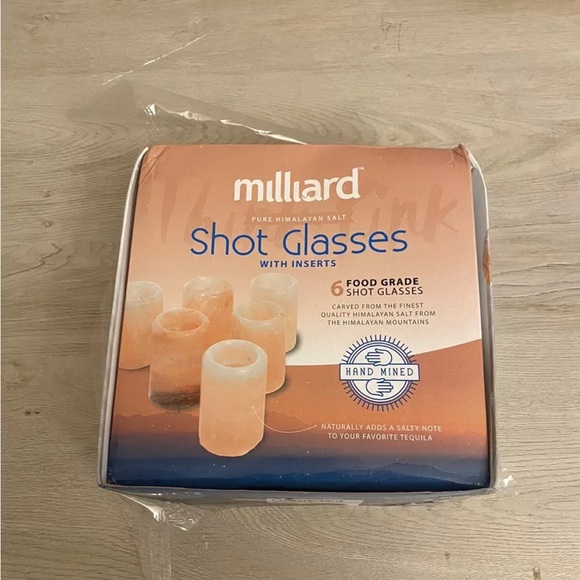 milliard™
PURE HIMALAYAN SALT
Shot Glasses
WITH INSERTS
6 FOOD GRADE
SHOT GLASSES
CARVED FROM THE FINEST
QUALITY HIMALAYAN SALT FROM
THE HIMALAYAN MOUNTAINS
HAND MINED
NATURALLY ADDS A SALTY NOTE
TO YOUR FAVORITE TEQUILA